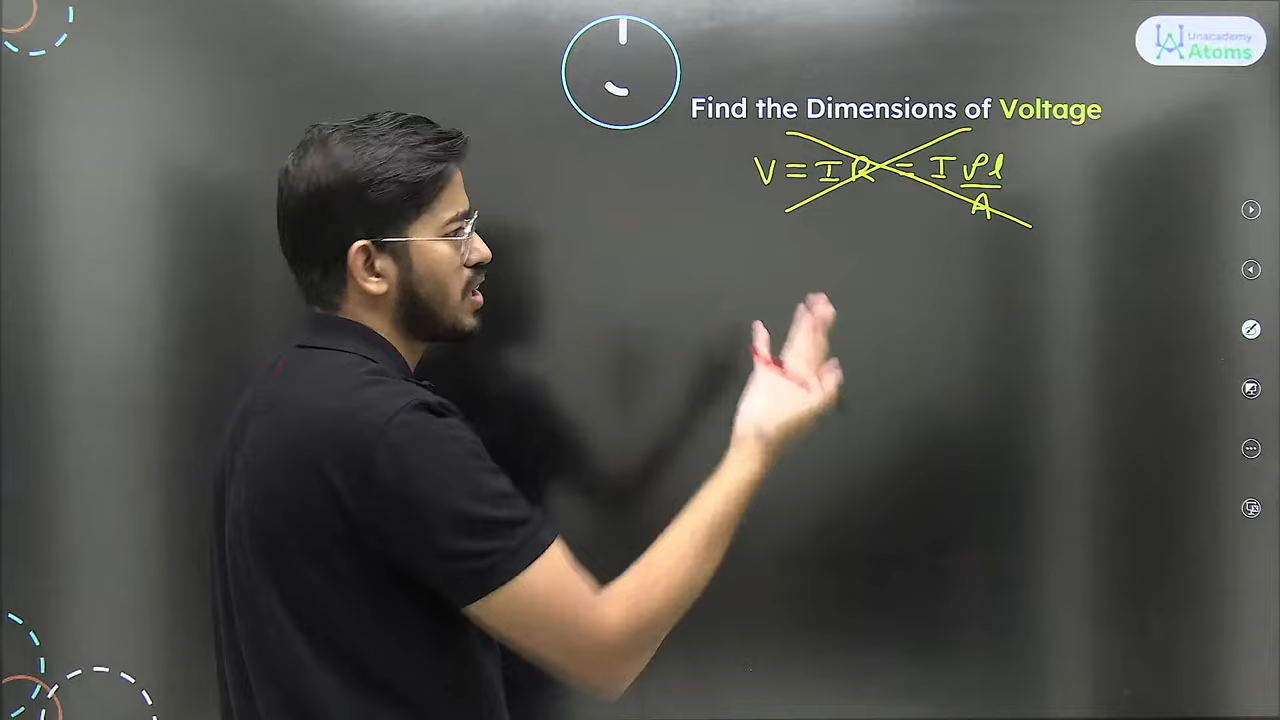 Unacademy
Atoms
Find the Dimensions of Voltage
V = IR = I ρl
A